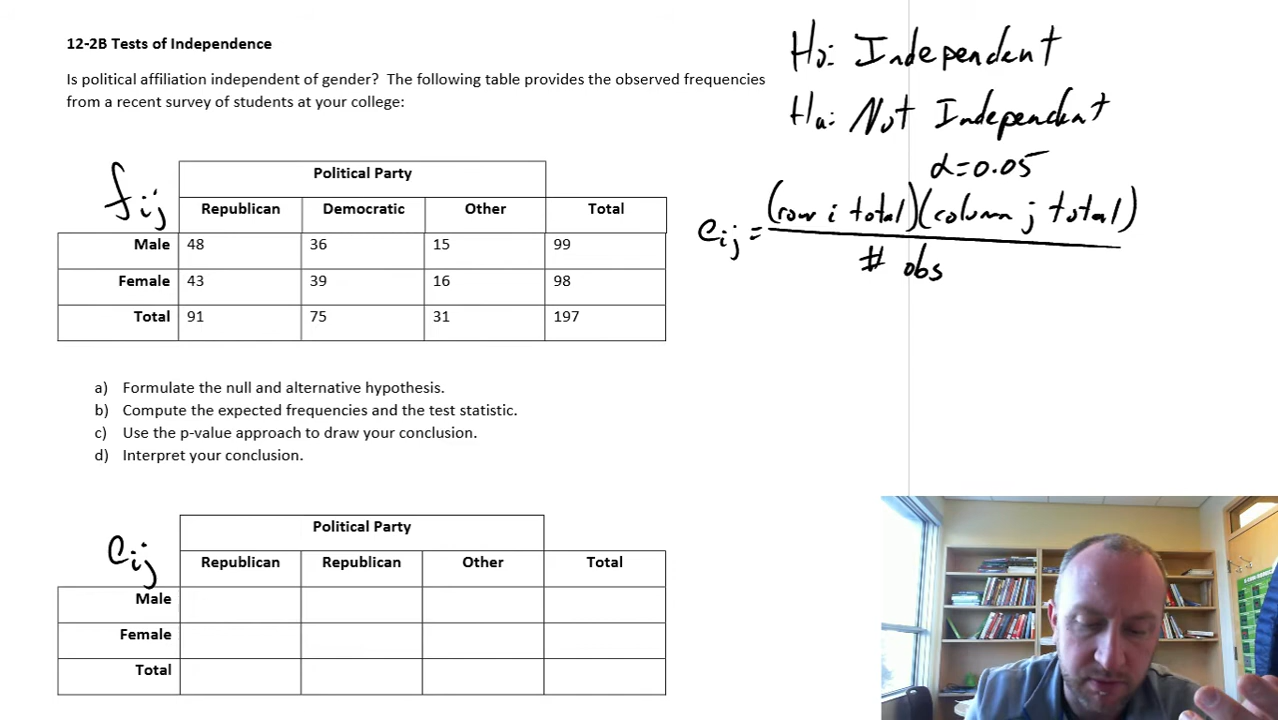 12-2B Tests of Independence
Is political affiliation independent of gender? The following table provides the observed frequencies
from a recent survey of students at your college:
H₀: Independent
Hₐ: Not Independent
α=0.05
eij = (row i total)(column j total)
# obs
fij
Political Party
Republican Democratic Other Total
Male 48 36 15 99
Female 43 39 16 98
Total 91 75 31 197
a) Formulate the null and alternative hypothesis.
b) Compute the expected frequencies and the test statistic.
c) Use the p-value approach to draw your conclusion.
d) Interpret your conclusion.
eij
Political Party
Republican Republican Other Total
Male
Female
Total